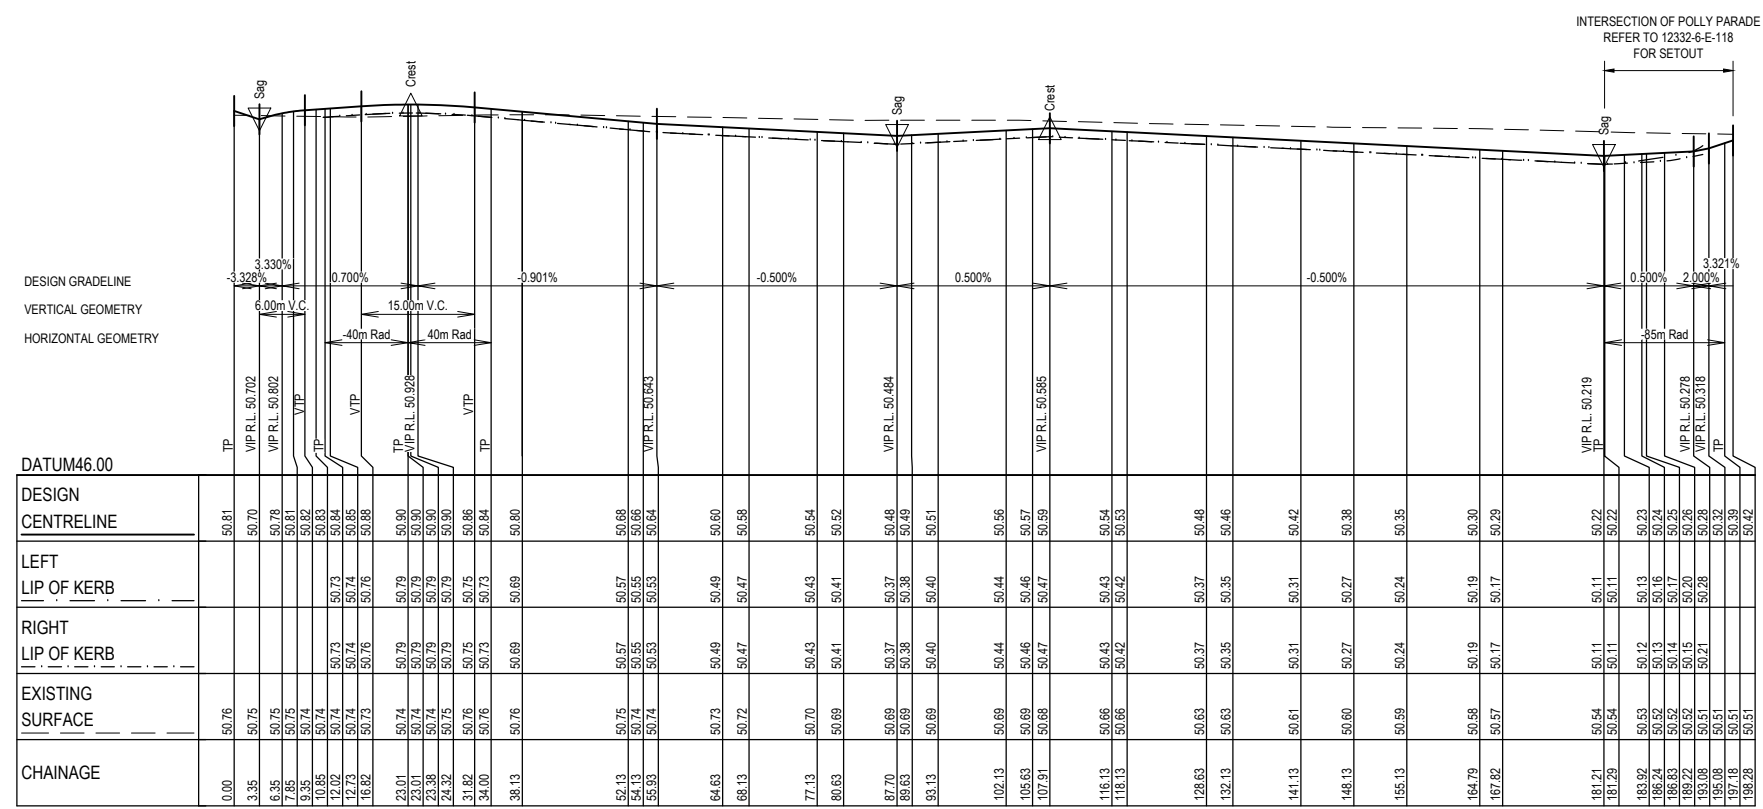 INTERSECTION OF POLLY PARADE
REFER TO 12332-6-E-118
FOR SETOUT
Sag
Crest
Sag
Crest
Sag
DESIGN GRADELINE
-3.328% 3.330% 0.700% -0.901% -0.500% 0.500% -0.500% 0.500% 2.000% 3.321%
VERTICAL GEOMETRY
6.00m V.C. 15.00m V.C.
HORIZONTAL GEOMETRY
-40m Rad 40m Rad -85m Rad
TP
VIP R.L. 50.702
VIP R.L. 50.802
VTP
TP
VTP
TP
VIP R.L. 50.928
VTP
TP
VIP R.L. 50.643
VIP R.L. 50.484
VIP R.L. 50.585
VIP R.L. 50.219
TP
VIP R.L. 50.278
VIP R.L. 50.318
TP
DATUM46.00
DESIGN
CENTRELINE
50.81 50.70 50.78 50.81 50.82 50.83 50.84 50.85 50.88 50.90 50.90 50.90 50.90 50.86 50.84 50.80 50.68 50.66 50.64 50.60 50.58 50.54 50.52 50.48 50.49 50.51 50.56 50.57 50.59 50.54 50.53 50.48 50.46 50.42 50.38 50.35 50.30 50.29 50.22 50.22 50.23 50.24 50.25 50.26 50.28 50.32 50.39 50.42
LEFT
LIP OF KERB
50.73 50.74 50.76 50.79 50.79 50.79 50.79 50.75 50.73 50.69 50.57 50.55 50.53 50.49 50.47 50.43 50.41 50.37 50.38 50.40 50.44 50.46 50.47 50.43 50.42 50.37 50.35 50.31 50.27 50.24 50.19 50.17 50.11 50.11 50.13 50.16 50.17 50.20 50.28
RIGHT
LIP OF KERB
50.73 50.74 50.76 50.79 50.79 50.79 50.79 50.75 50.73 50.69 50.57 50.55 50.53 50.49 50.47 50.43 50.41 50.37 50.38 50.40 50.44 50.46 50.47 50.43 50.42 50.37 50.35 50.31 50.27 50.24 50.19 50.17 50.11 50.11 50.12 50.13 50.14 50.15 50.21
EXISTING
SURFACE
50.76 50.75 50.75 50.75 50.74 50.74 50.74 50.74 50.73 50.74 50.74 50.74 50.75 50.76 50.76 50.76 50.75 50.74 50.74 50.73 50.72 50.70 50.69 50.69 50.69 50.69 50.69 50.69 50.68 50.66 50.66 50.63 50.63 50.61 50.60 50.59 50.58 50.57 50.54 50.54 50.53 50.52 50.52 50.52 50.51 50.51 50.51 50.51
CHAINAGE
0.00 3.35 6.35 7.85 9.35 10.85 12.02 12.73 16.82 23.01 23.01 23.38 24.32 31.82 34.00 38.13 52.13 54.13 55.93 64.63 68.13 77.13 80.63 87.70 89.63 93.13 102.13 105.63 107.91 116.13 118.13 128.63 132.13 141.13 148.13 155.13 164.79 167.82 181.21 181.29 183.92 186.24 186.83 189.22 193.08 195.08 197.18 198.28